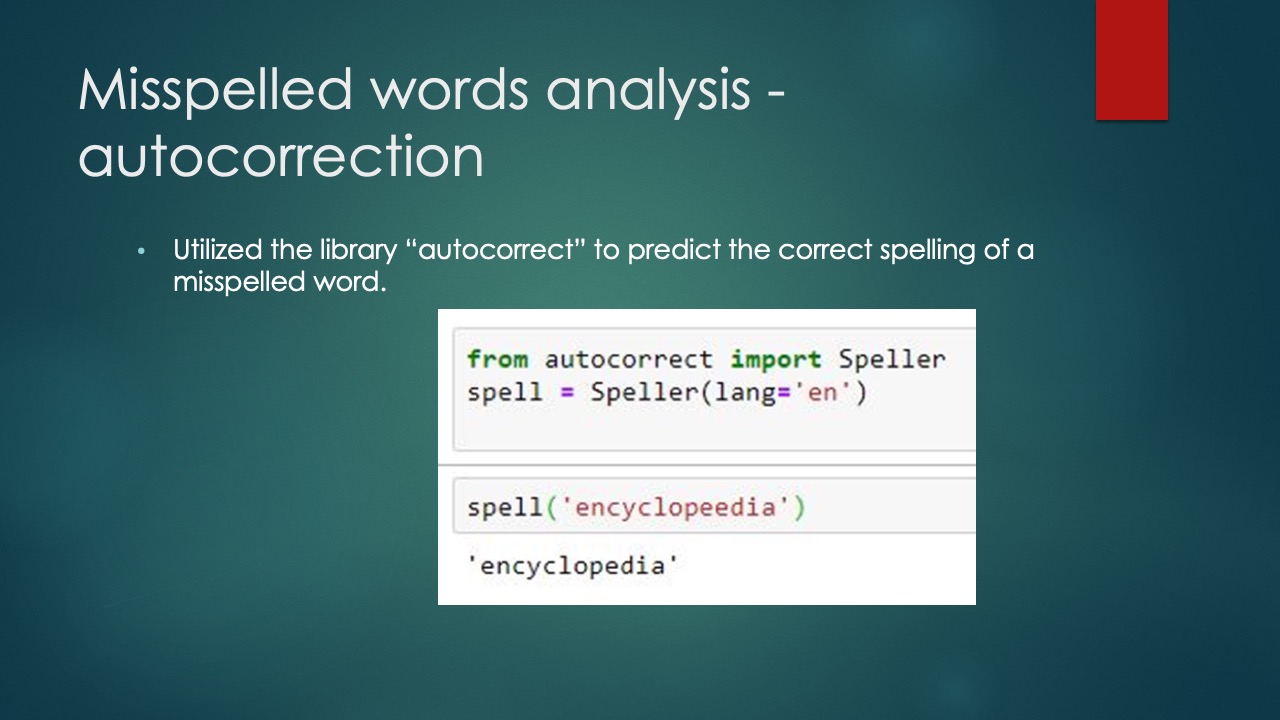 Misspelled words analysis -
autocorrection
• Utilized the library “autocorrect” to predict the correct spelling of a
misspelled word.
from autocorrect import Speller
spell = Speller(lang='en')
spell('encyclopeedia')
'encyclopedia'